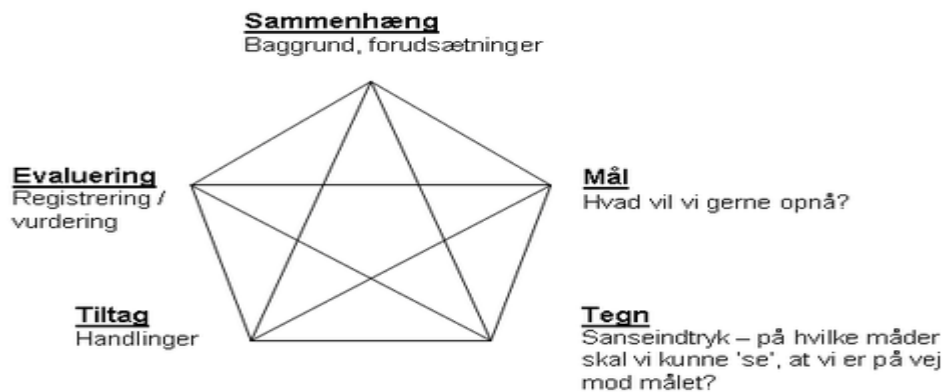 Sammenhæng
Baggrund, forudsætninger
Evaluering
Registrering /
vurdering
Mål
Hvad vil vi gerne opnå?
Tiltag
Handlinger
Tegn
Sanseindtryk – på hvilke måder
skal vi kunne 'se', at vi er på vej
mod målet?